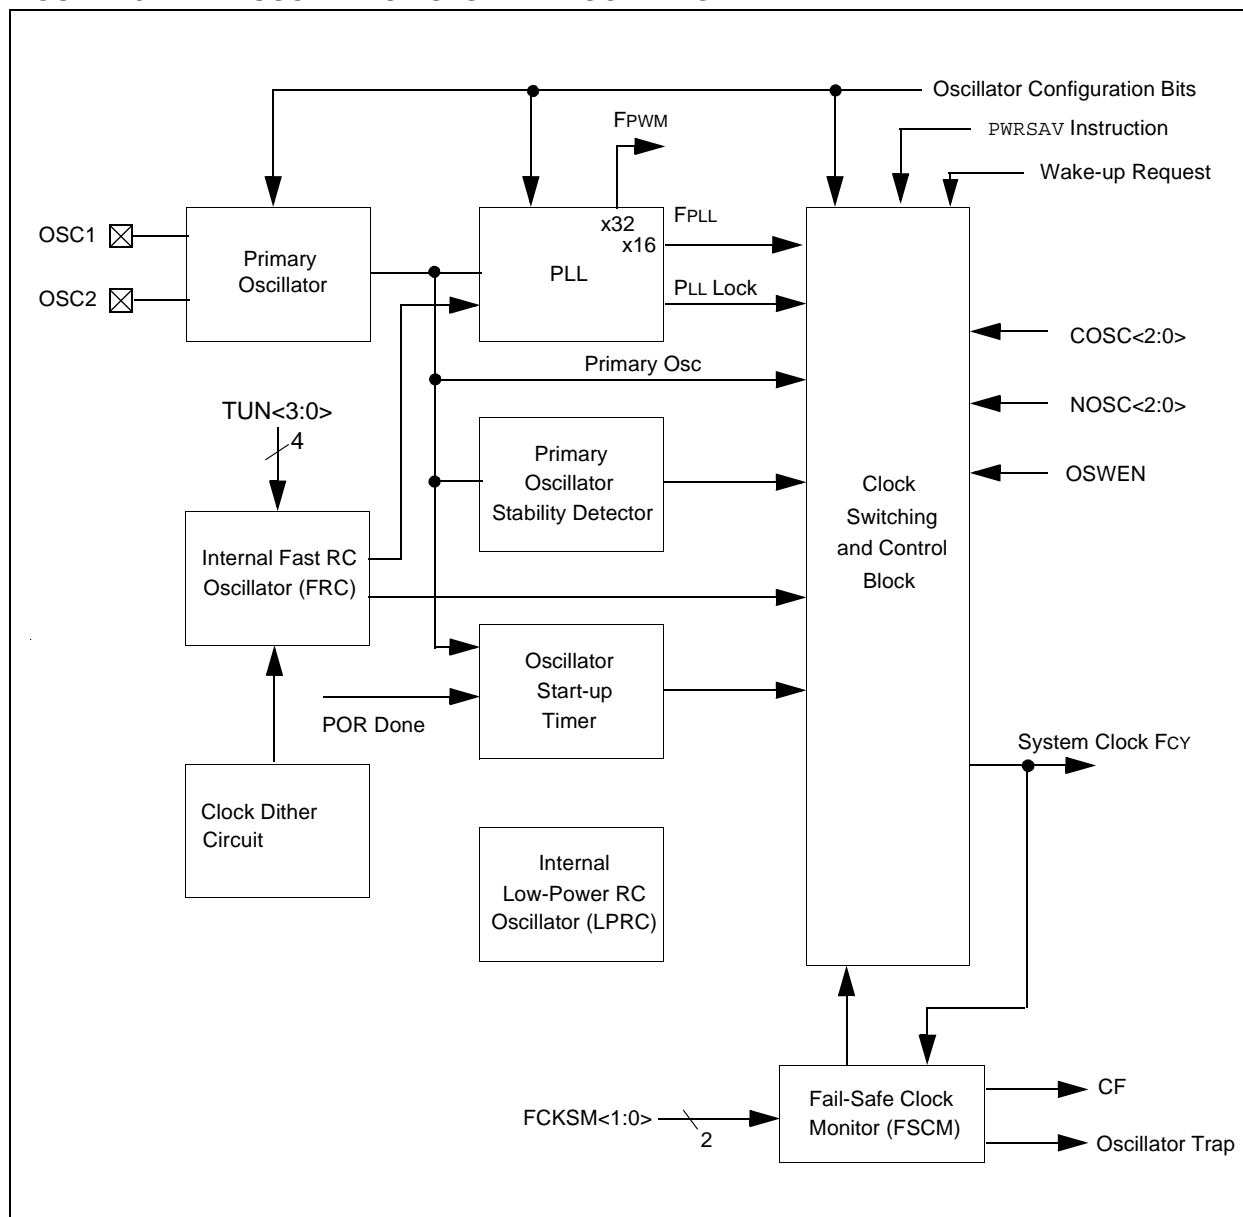 Oscillator Configuration Bits
FPWM
PWRSAV Instruction
Wake-up Request
OSC1
OSC2
Primary
Oscillator
x32
x16
PLL
FPLL
PLL Lock
Primary Osc
COSC<2:0>
NOSC<2:0>
OSWEN
TUN<3:0>
4
Primary
Oscillator
Stability Detector
Clock
Switching
and Control
Block
Internal Fast RC
Oscillator (FRC)
Oscillator
Start-up
Timer
POR Done
System Clock FCY
Clock Dither
Circuit
Internal
Low-Power RC
Oscillator (LPRC)
FCKSM<1:0>
2
Fail-Safe Clock
Monitor (FSCM)
CF
Oscillator Trap